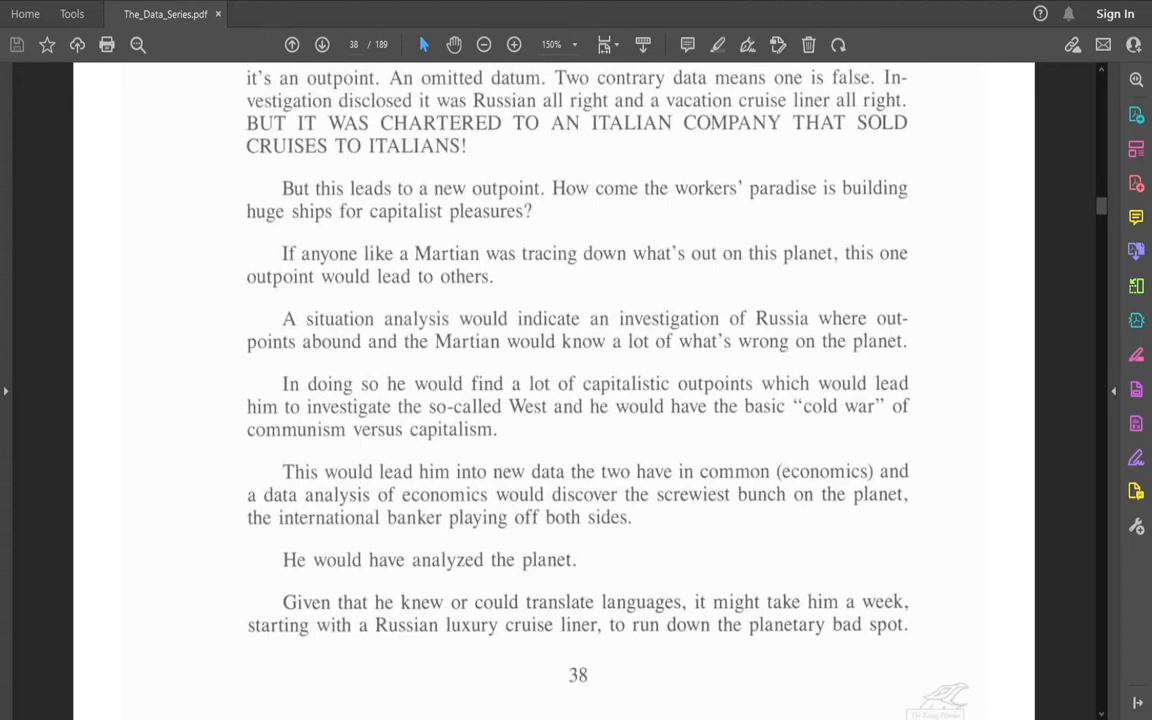 Home Tools The_Data_Series.pdf × Sign In
38 / 189 150%
it's an outpoint. An omitted datum. Two contrary data means one is false. In-
vestigation disclosed it was Russian all right and a vacation cruise liner all right.
BUT IT WAS CHARTERED TO AN ITALIAN COMPANY THAT SOLD
CRUISES TO ITALIANS!
But this leads to a new outpoint. How come the workers' paradise is building
huge ships for capitalist pleasures?
If anyone like a Martian was tracing down what's out on this planet, this one
outpoint would lead to others.
A situation analysis would indicate an investigation of Russia where out-
points abound and the Martian would know a lot of what's wrong on the planet.
In doing so he would find a lot of capitalistic outpoints which would lead
him to investigate the so-called West and he would have the basic “cold war” of
communism versus capitalism.
This would lead him into new data the two have in common (economics) and
a data analysis of economics would discover the screwiest bunch on the planet,
the international banker playing off both sides.
He would have analyzed the planet.
Given that he knew or could translate languages, it might take him a week,
starting with a Russian luxury cruise liner, to run down the planetary bad spot.
38